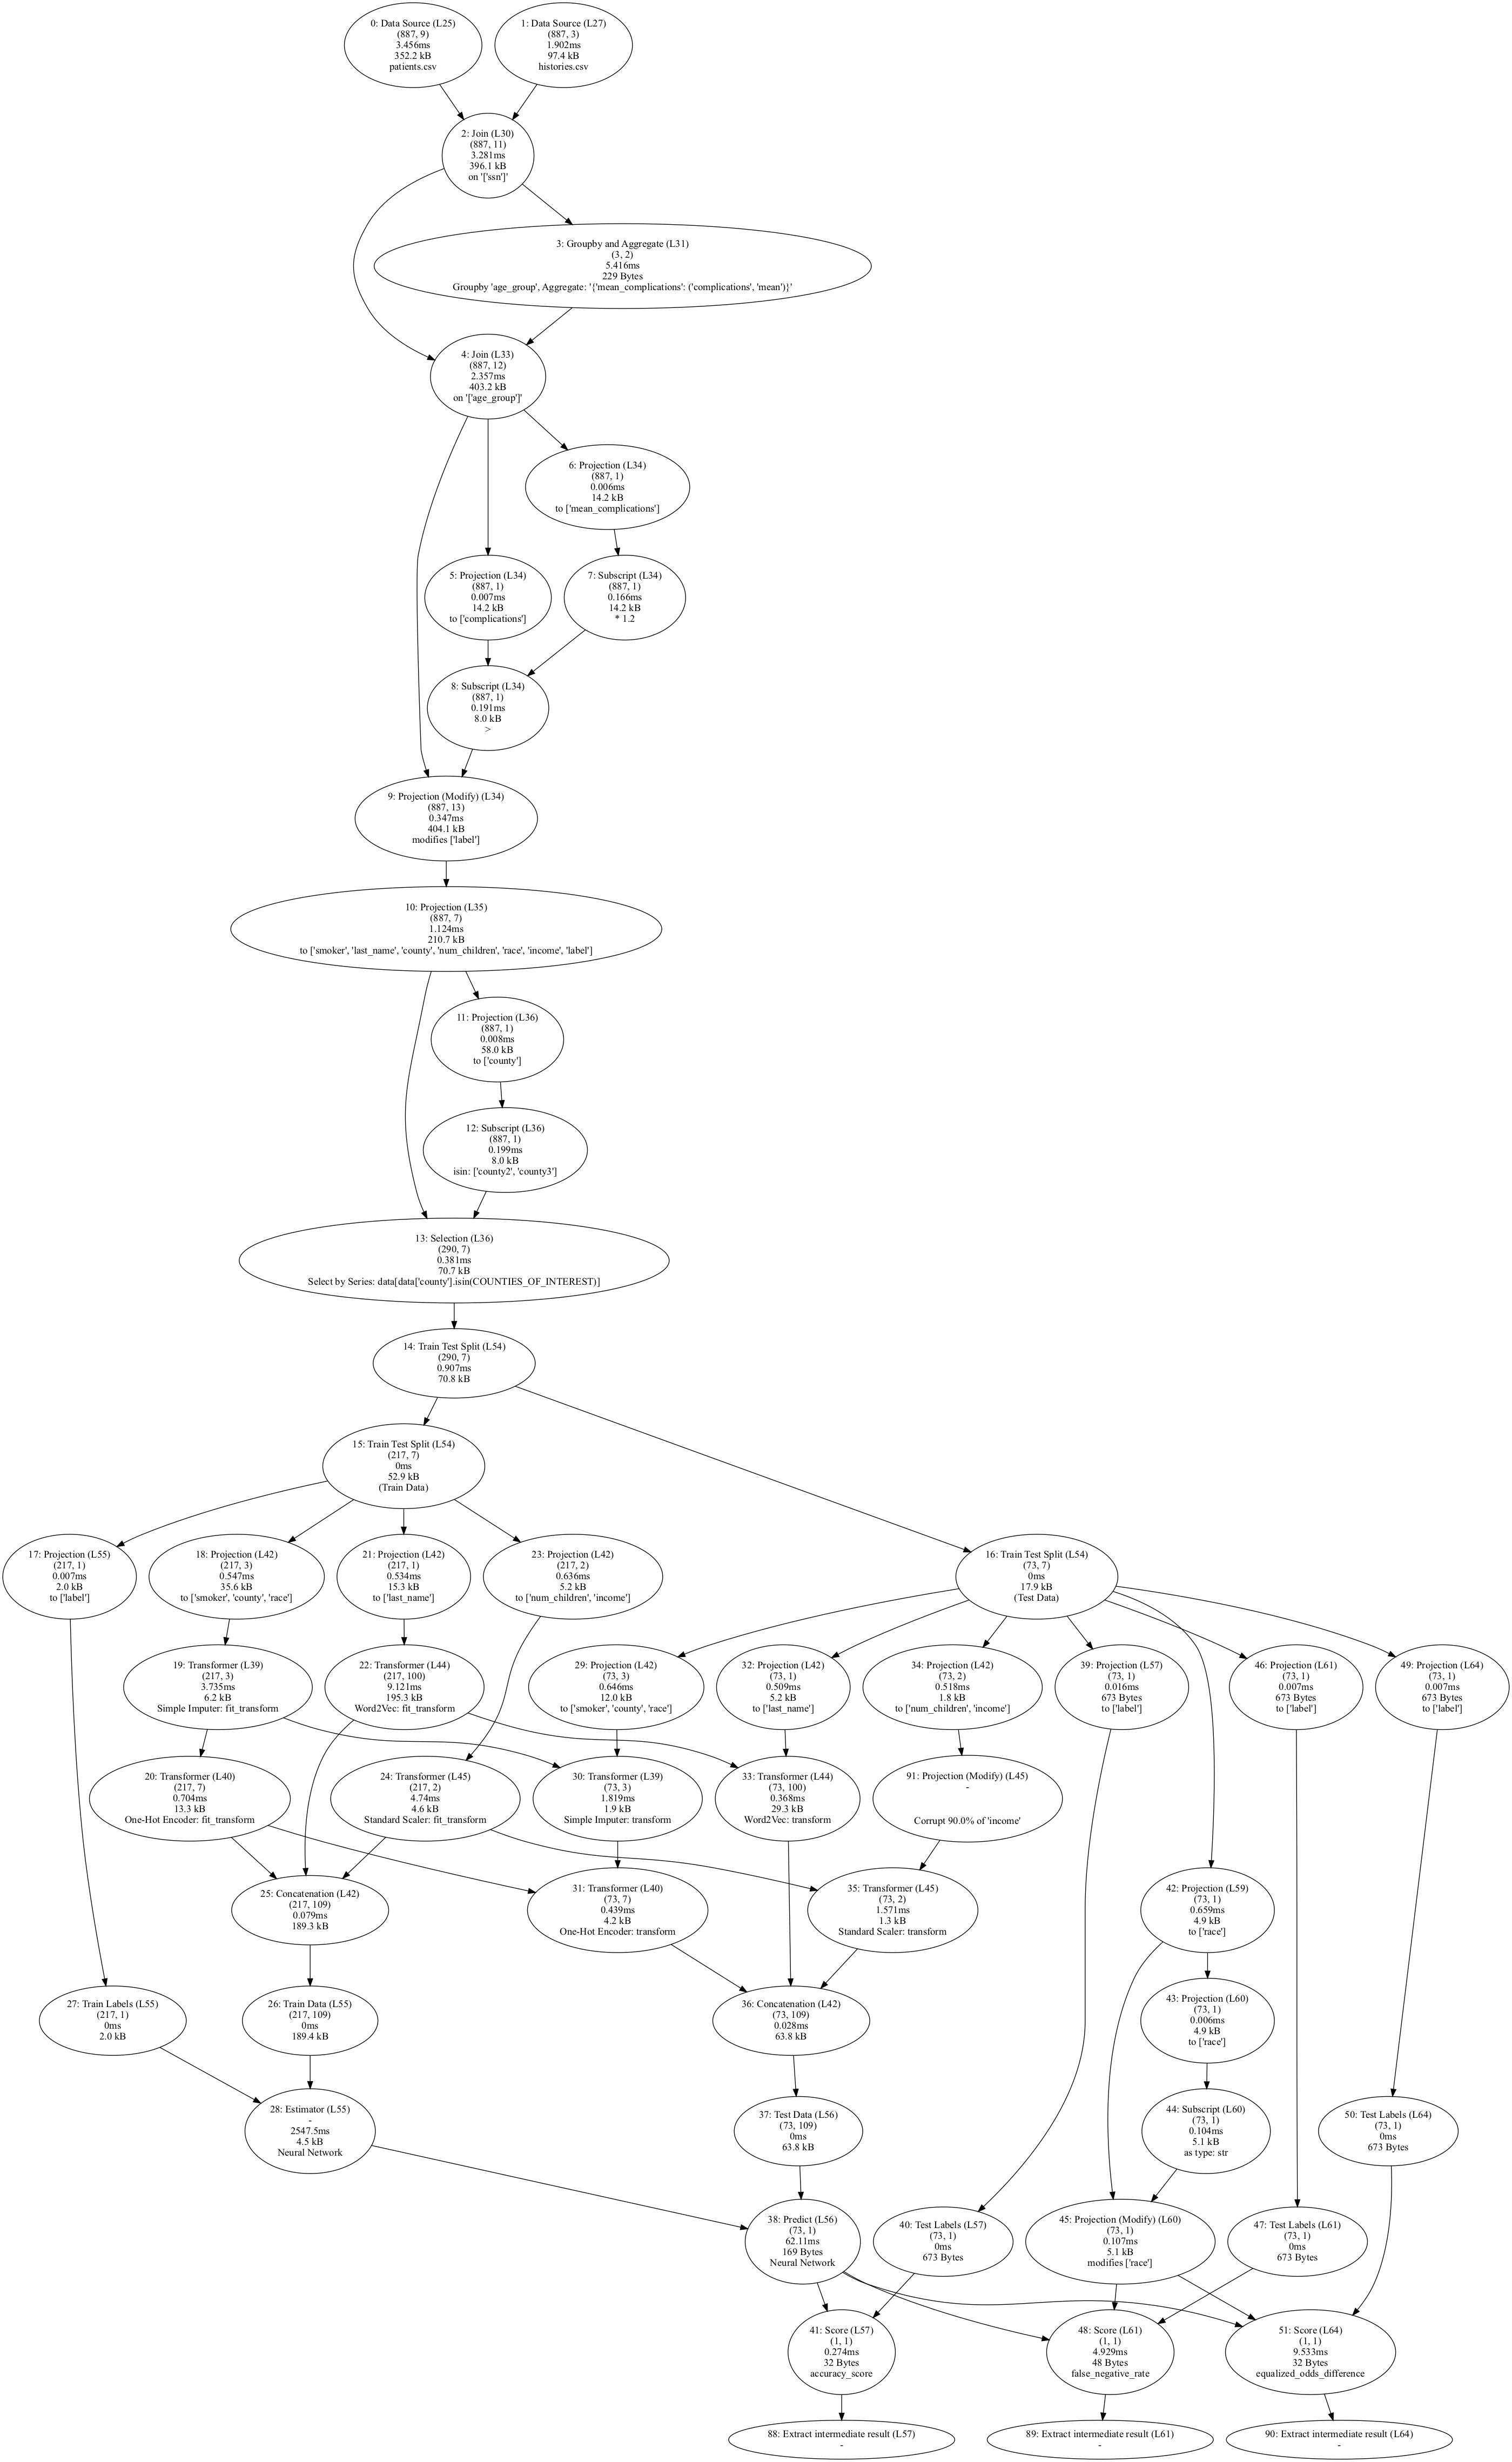 0: Data Source (L25)
(887, 9)
3.456ms
352.2 kB
patients.csv
1: Data Source (L27)
(887, 3)
1.902ms
97.4 kB
histories.csv
2: Join (L30)
(887, 11)
3.281ms
396.1 kB
on '['ssn']'
3: Groupby and Aggregate (L31)
(3, 2)
5.416ms
229 Bytes
Groupby 'age_group', Aggregate: '{'mean_complications': ('complications', 'mean')}'
4: Join (L33)
(887, 12)
2.357ms
403.2 kB
on '['age_group']'
6: Projection (L34)
(887, 1)
0.006ms
14.2 kB
to ['mean_complications']
5: Projection (L34)
(887, 1)
0.007ms
14.2 kB
to ['complications']
7: Subscript (L34)
(887, 1)
0.166ms
14.2 kB
* 1.2
8: Subscript (L34)
(887, 1)
0.191ms
8.0 kB
>
9: Projection (Modify) (L34)
(887, 13)
0.347ms
404.1 kB
modifies ['label']
10: Projection (L35)
(887, 7)
1.124ms
210.7 kB
to ['smoker', 'last_name', 'county', 'num_children', 'race', 'income', 'label']
11: Projection (L36)
(887, 1)
0.008ms
58.0 kB
to ['county']
12: Subscript (L36)
(887, 1)
0.199ms
8.0 kB
isin: ['county2', 'county3']
13: Selection (L36)
(290, 7)
0.381ms
70.7 kB
Select by Series: data[data['county'].isin(COUNTIES_OF_INTEREST)]
14: Train Test Split (L54)
(290, 7)
0.907ms
70.8 kB
15: Train Test Split (L54)
(217, 7)
0ms
52.9 kB
(Train Data)
17: Projection (L55)
(217, 1)
0.007ms
2.0 kB
to ['label']
18: Projection (L42)
(217, 3)
0.547ms
35.6 kB
to ['smoker', 'county', 'race']
21: Projection (L42)
(217, 1)
0.534ms
15.3 kB
to ['last_name']
23: Projection (L42)
(217, 2)
0.636ms
5.2 kB
to ['num_children', 'income']
16: Train Test Split (L54)
(73, 7)
0ms
17.9 kB
(Test Data)
19: Transformer (L39)
(217, 3)
3.735ms
6.2 kB
Simple Imputer: fit_transform
22: Transformer (L44)
(217, 100)
9.121ms
195.3 kB
Word2Vec: fit_transform
29: Projection (L42)
(73, 3)
0.646ms
12.0 kB
to ['smoker', 'county', 'race']
32: Projection (L42)
(73, 1)
0.509ms
5.2 kB
to ['last_name']
34: Projection (L42)
(73, 2)
0.518ms
1.8 kB
to ['num_children', 'income']
39: Projection (L57)
(73, 1)
0.016ms
673 Bytes
to ['label']
46: Projection (L61)
(73, 1)
0.007ms
673 Bytes
to ['label']
49: Projection (L64)
(73, 1)
0.007ms
673 Bytes
to ['label']
20: Transformer (L40)
(217, 7)
0.704ms
13.3 kB
One-Hot Encoder: fit_transform
24: Transformer (L45)
(217, 2)
4.74ms
4.6 kB
Standard Scaler: fit_transform
30: Transformer (L39)
(73, 3)
1.819ms
1.9 kB
Simple Imputer: transform
33: Transformer (L44)
(73, 100)
0.368ms
29.3 kB
Word2Vec: transform
91: Projection (Modify) (L45)
-
Corrupt 90.0% of 'income'
25: Concatenation (L42)
(217, 109)
0.079ms
189.3 kB
31: Transformer (L40)
(73, 7)
0.439ms
4.2 kB
One-Hot Encoder: transform
35: Transformer (L45)
(73, 2)
1.571ms
1.3 kB
Standard Scaler: transform
42: Projection (L59)
(73, 1)
0.659ms
4.9 kB
to ['race']
27: Train Labels (L55)
(217, 1)
0ms
2.0 kB
26: Train Data (L55)
(217, 109)
0ms
189.4 kB
36: Concatenation (L42)
(73, 109)
0.028ms
63.8 kB
43: Projection (L60)
(73, 1)
0.006ms
4.9 kB
to ['race']
28: Estimator (L55)
-
2547.5ms
4.5 kB
Neural Network
37: Test Data (L56)
(73, 109)
0ms
63.8 kB
44: Subscript (L60)
(73, 1)
0.104ms
5.1 kB
as type: str
50: Test Labels (L64)
(73, 1)
0ms
673 Bytes
38: Predict (L56)
(73, 1)
62.11ms
169 Bytes
Neural Network
40: Test Labels (L57)
(73, 1)
0ms
673 Bytes
45: Projection (Modify) (L60)
(73, 1)
0.107ms
5.1 kB
modifies ['race']
47: Test Labels (L61)
(73, 1)
0ms
673 Bytes
41: Score (L57)
(1, 1)
0.274ms
32 Bytes
accuracy_score
48: Score (L61)
(1, 1)
4.929ms
48 Bytes
false_negative_rate
51: Score (L64)
(1, 1)
9.533ms
32 Bytes
equalized_odds_difference
88: Extract intermediate result (L57)
-
89: Extract intermediate result (L61)
-
90: Extract intermediate result (L64)
-